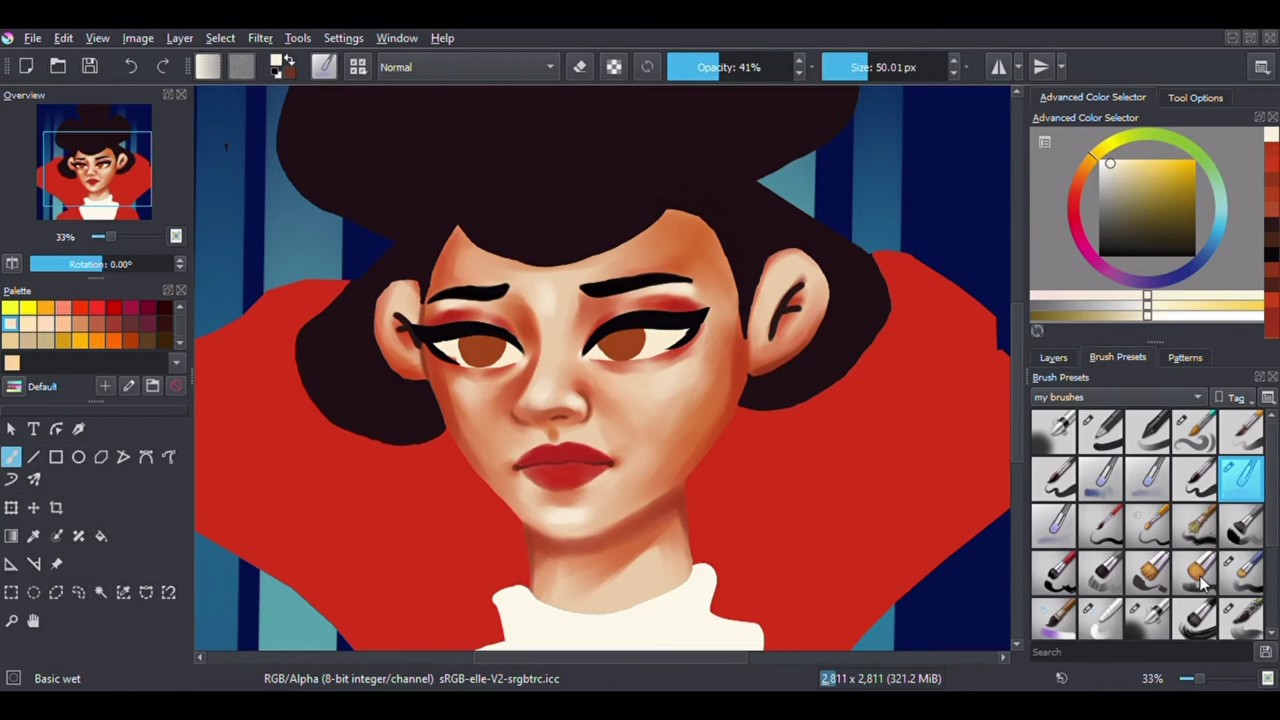 File Edit View Image Layer Select Filter Tools Settings Window Help
Normal Opacity: 41% Size: 50.01 px
Overview
33%
Rotation: 0.00°
Palette
Default
Advanced Color Selector Tool Options
Advanced Color Selector
Layers Brush Presets Patterns
Brush Presets
my brushes Tag
Search
Basic wet RGB/Alpha (8-bit integer/channel) sRGB-elle-V2-srgbtrc.icc 2,811 x 2,811 (321.2 MiB) 33%